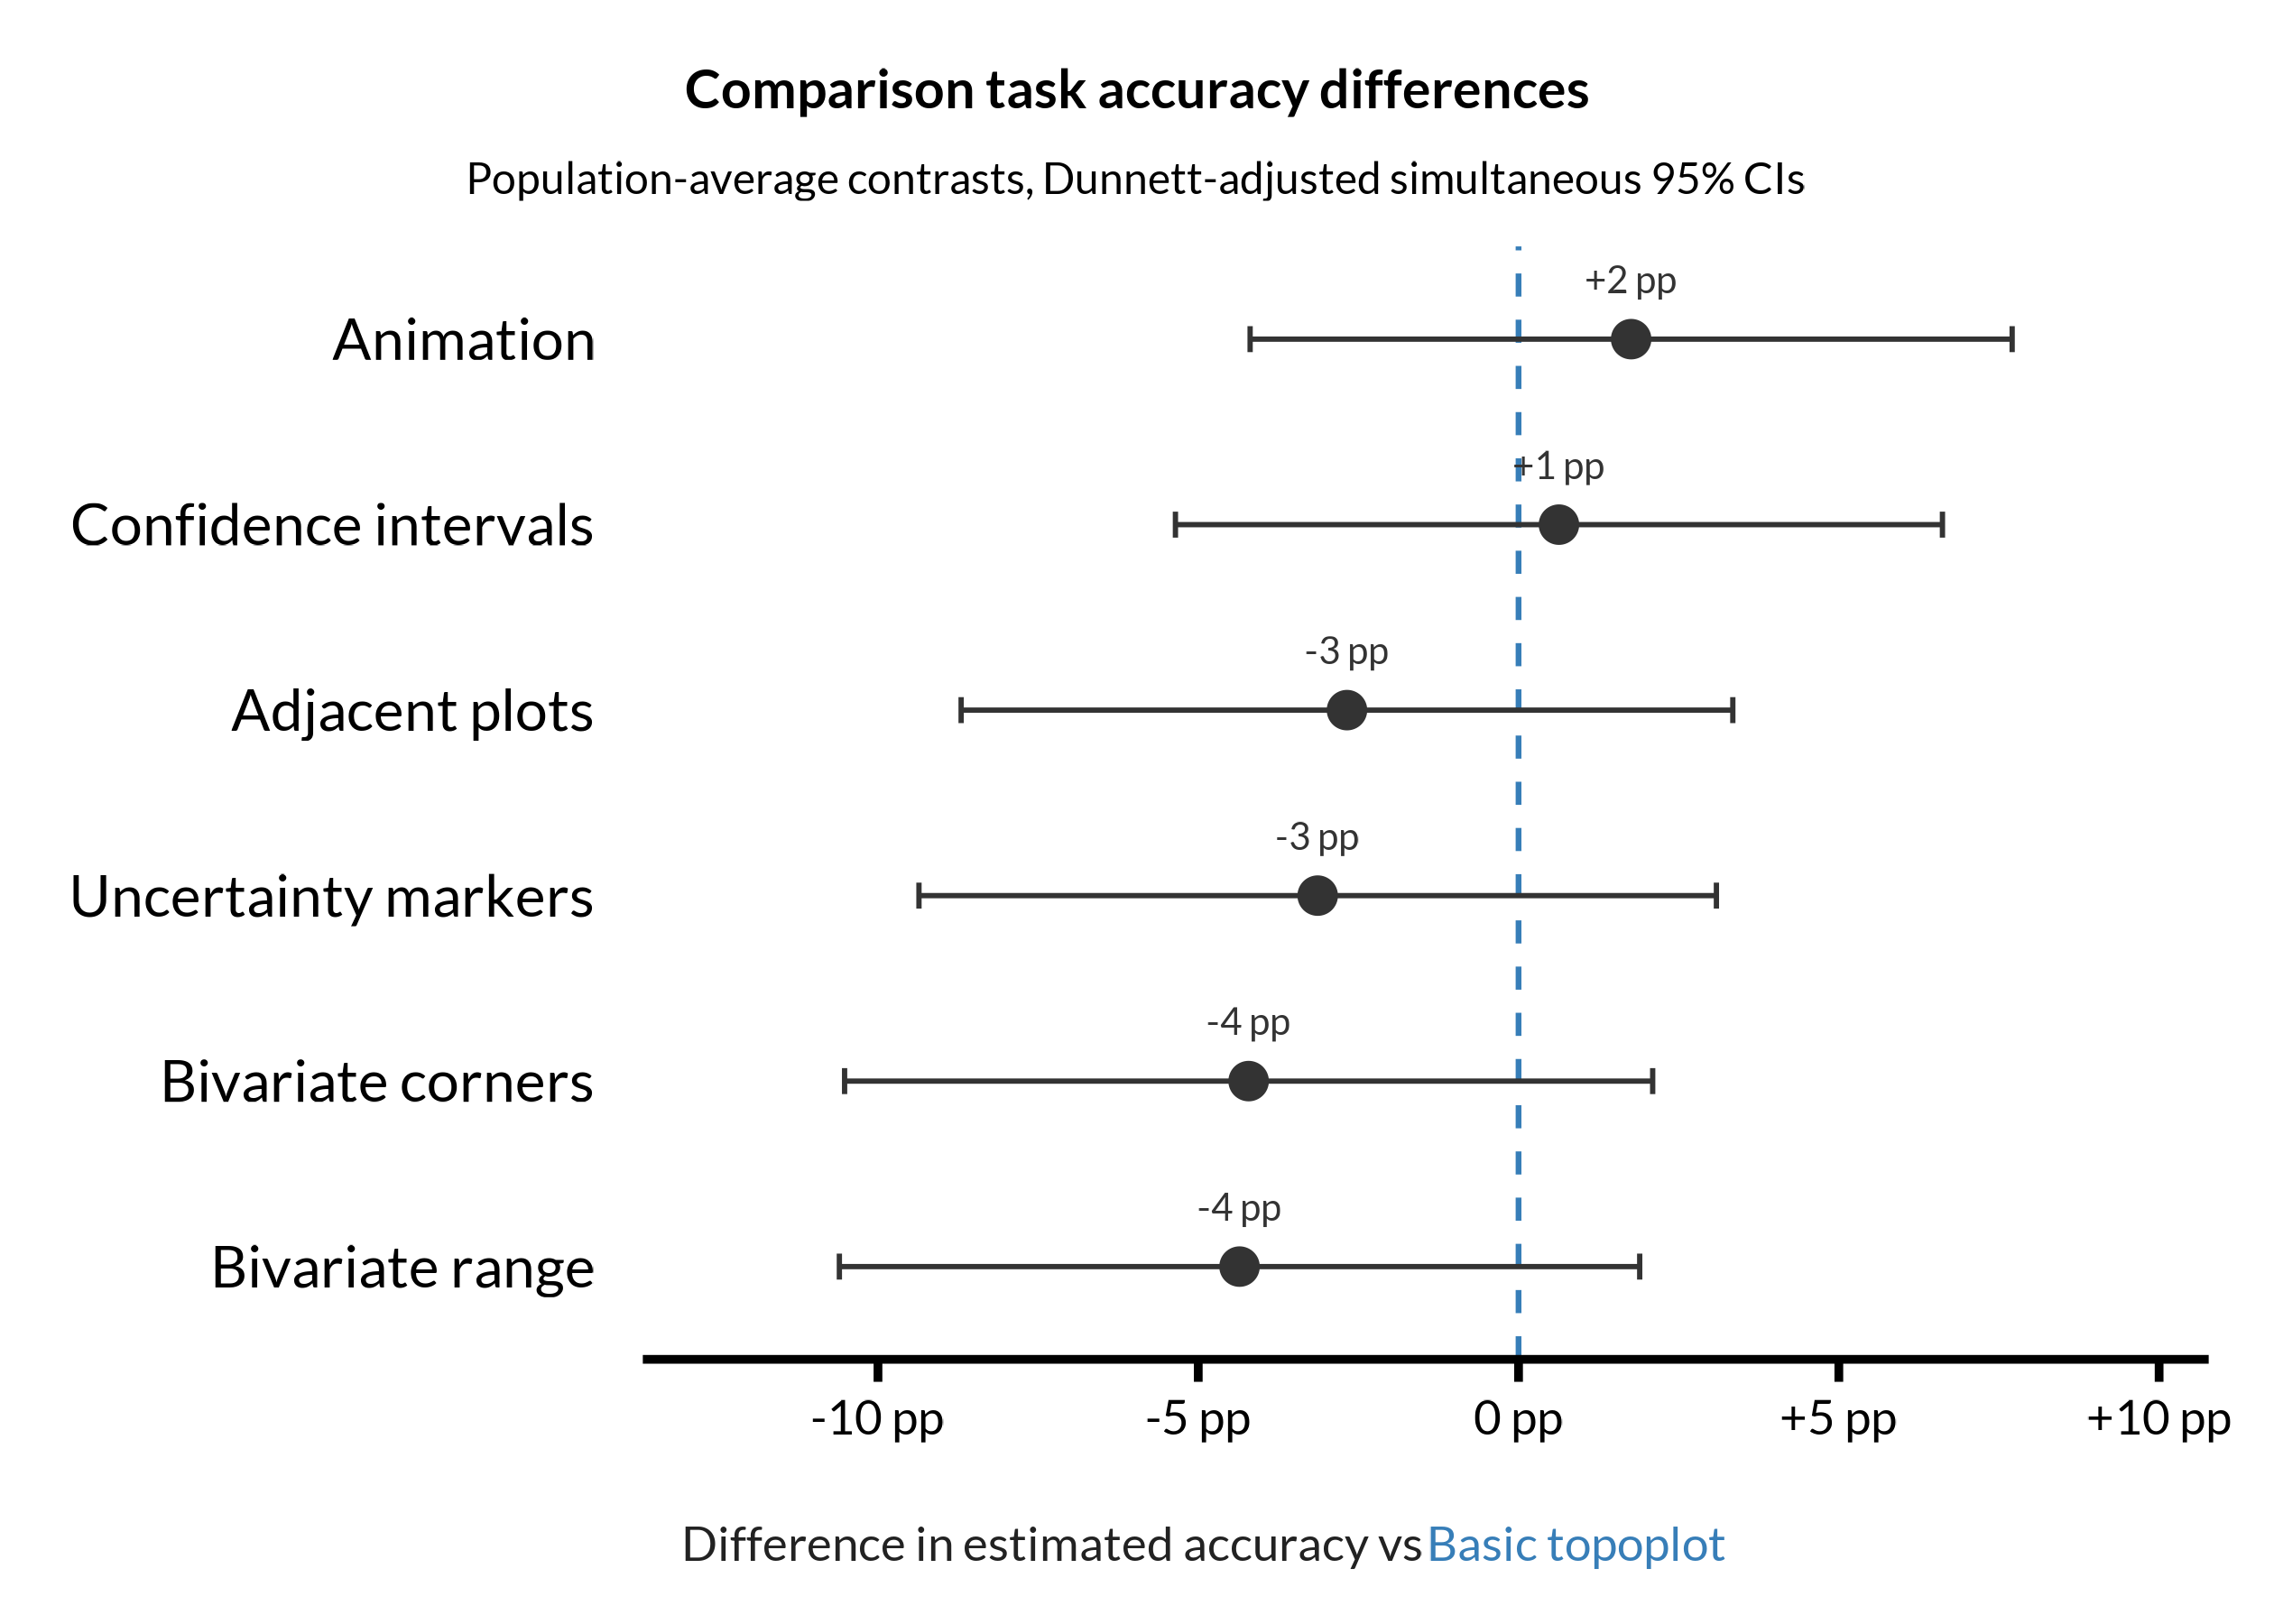 Comparison task accuracy differences
Population-average contrasts, Dunnett-adjusted simultaneous 95% CIs
+2 pp
Animation
+1 pp
Confidence intervals
-3 pp
Adjacent plots
-3 pp
Uncertainty markers
-4 pp
Bivariate corners
-4 pp
Bivariate range
-10 pp -5 pp 0 pp +5 pp +10 pp
Difference in estimated accuracy vs Basic topoplot